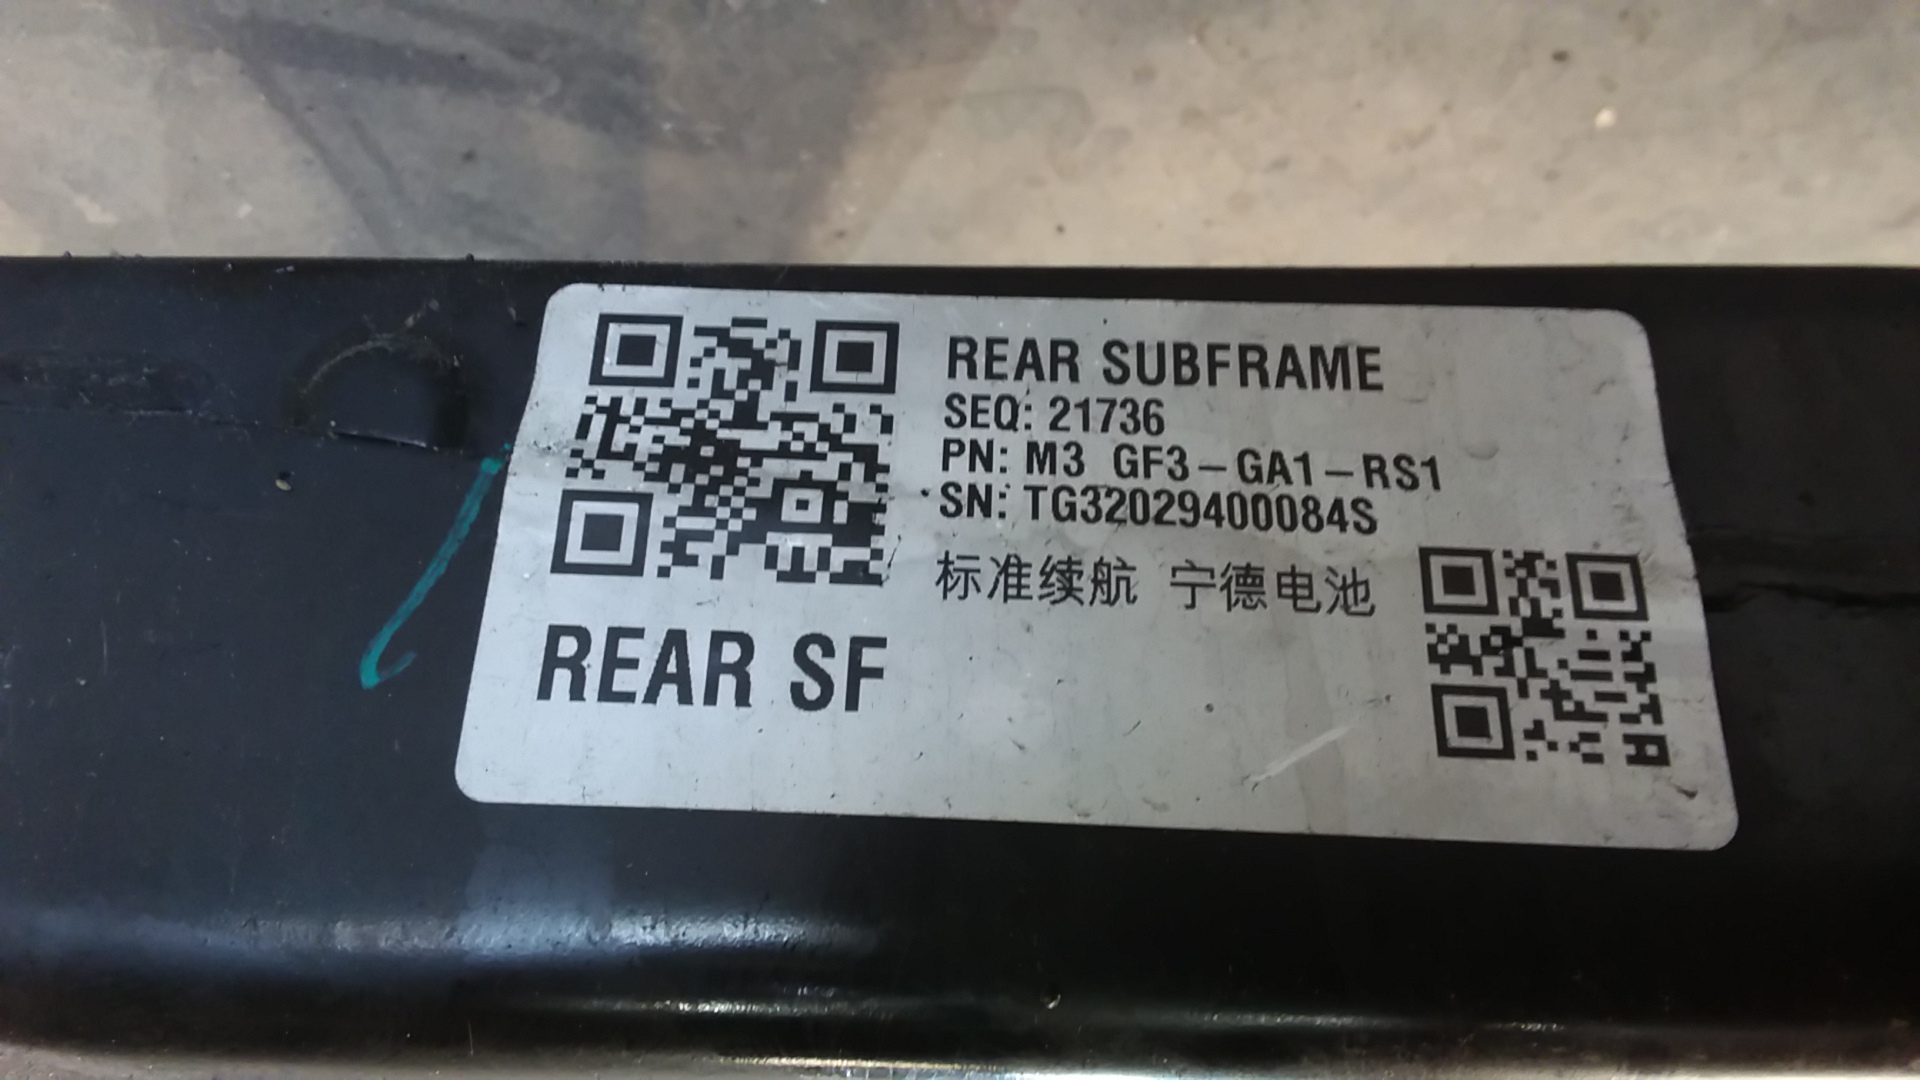 REAR SUBFRAME
SEQ: 21736
PN: M3 GF3-GA1-RS1
SN: TG32029400084S
标准续航 宁德电池
REAR SF